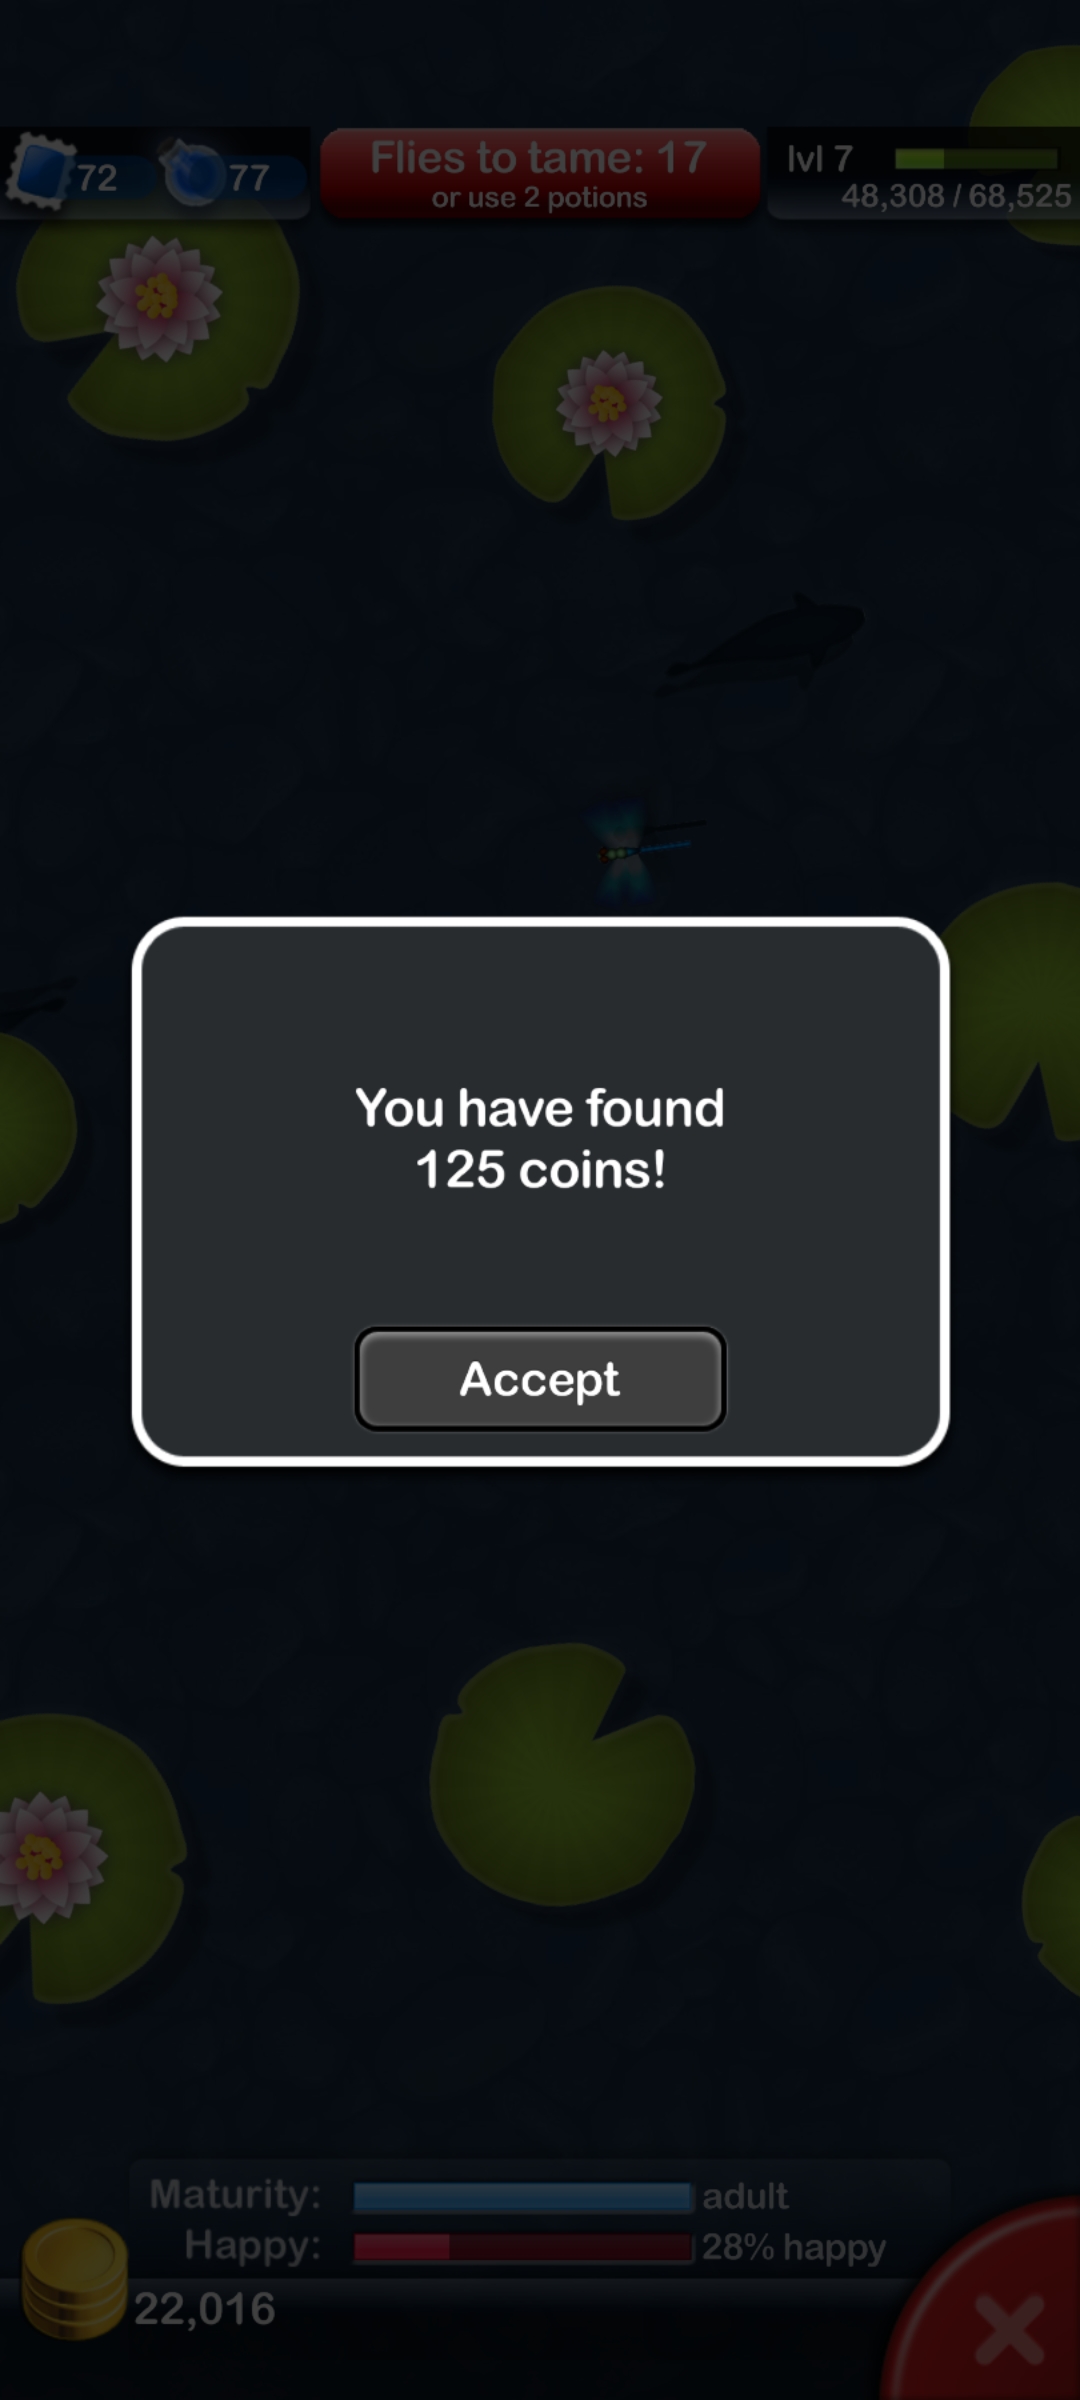 72
77
Flies to tame: 17
or use 2 potions
lvl 7
48,308 / 68,525
You have found
125 coins!
Accept
Maturity:
adult
Happy:
28% happy
22,016